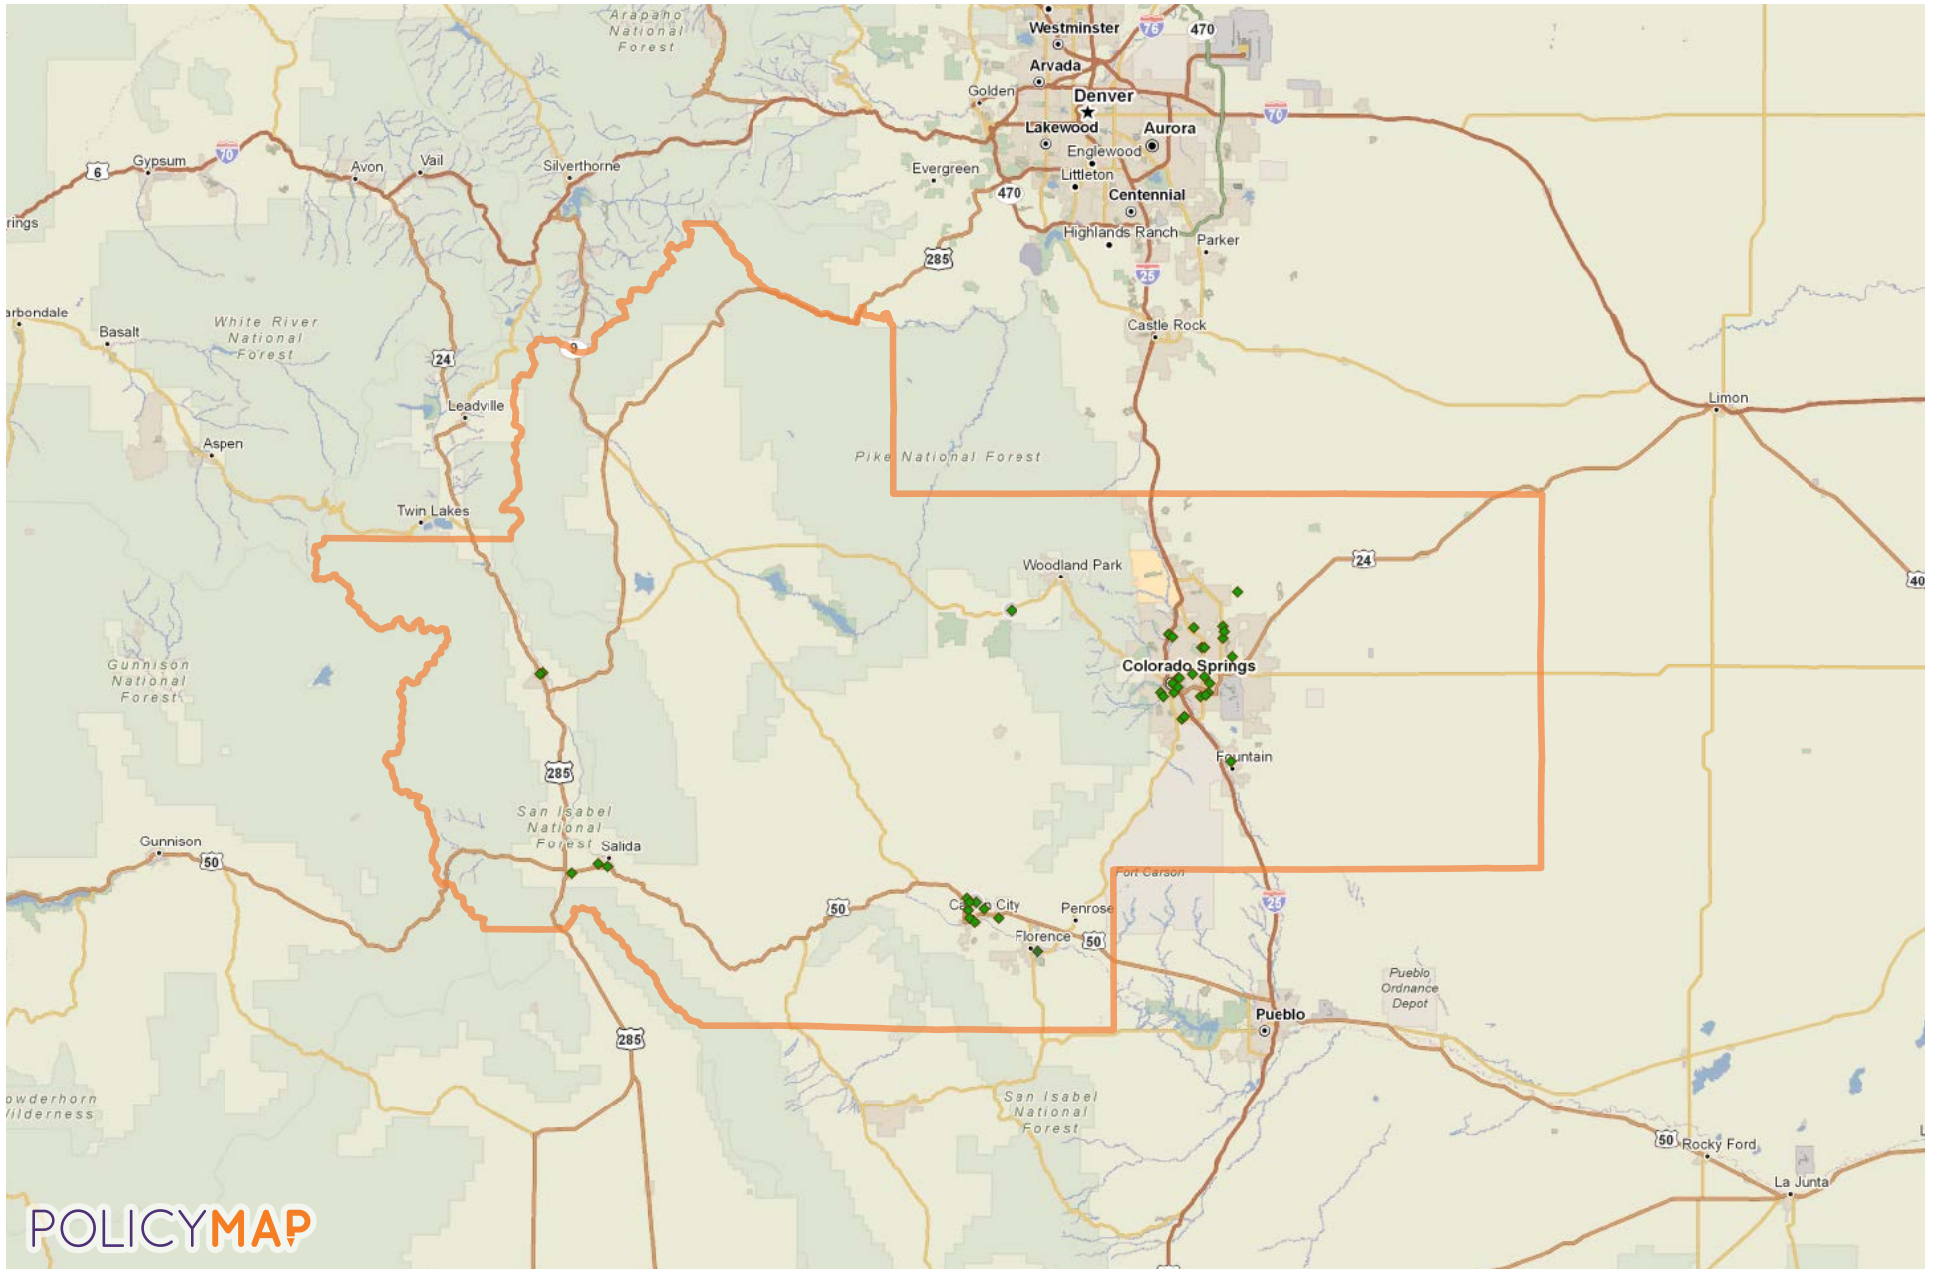 Arapaho
National
Forest
Westminster
76
470
Arvada
Golden
Denver
70
Lakewood
Aurora
Englewood
Gypsum
70
Avon
Vail
Silverthorne
6
Evergreen
Littleton
470
Centennial
rings
Highlands Ranch
Parker
285
25
arbondale
Basalt
White River
National
Forest
Castle Rock
24
9
Leadville
Limon
Aspen
Pike National Forest
Twin Lakes
Woodland Park
24
40
Gunnison
National
Forest
Colorado Springs
285
Fountain
San Isabel
National
Forest
Gunnison
50
Salida
Fort Carson
50
City
Penrose
25
Florence
50
Pueblo
Ordnance
Depot
Pueblo
285
owderhorn
Wilderness
San Isabel
National
Forest
50
Rocky Ford
La Junta
POLICYMAP